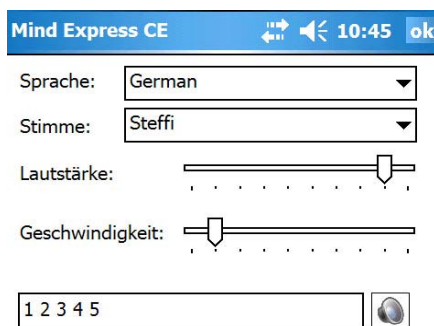 Mind Express CE 10:45 ok
Sprache: German
Stimme: Steffi
Lautstärke:
Geschwindigkeit:
1 2 3 4 5